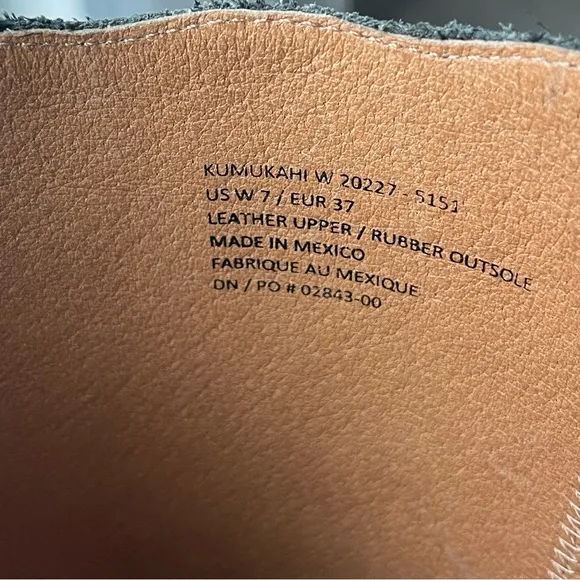 KUMUKAHI W 20227 - 5151
US W 7 / EUR 37
LEATHER UPPER / RUBBER OUTSOLE
MADE IN MEXICO
FABRIQUE AU MEXIQUE
DN / PO # 02843-00